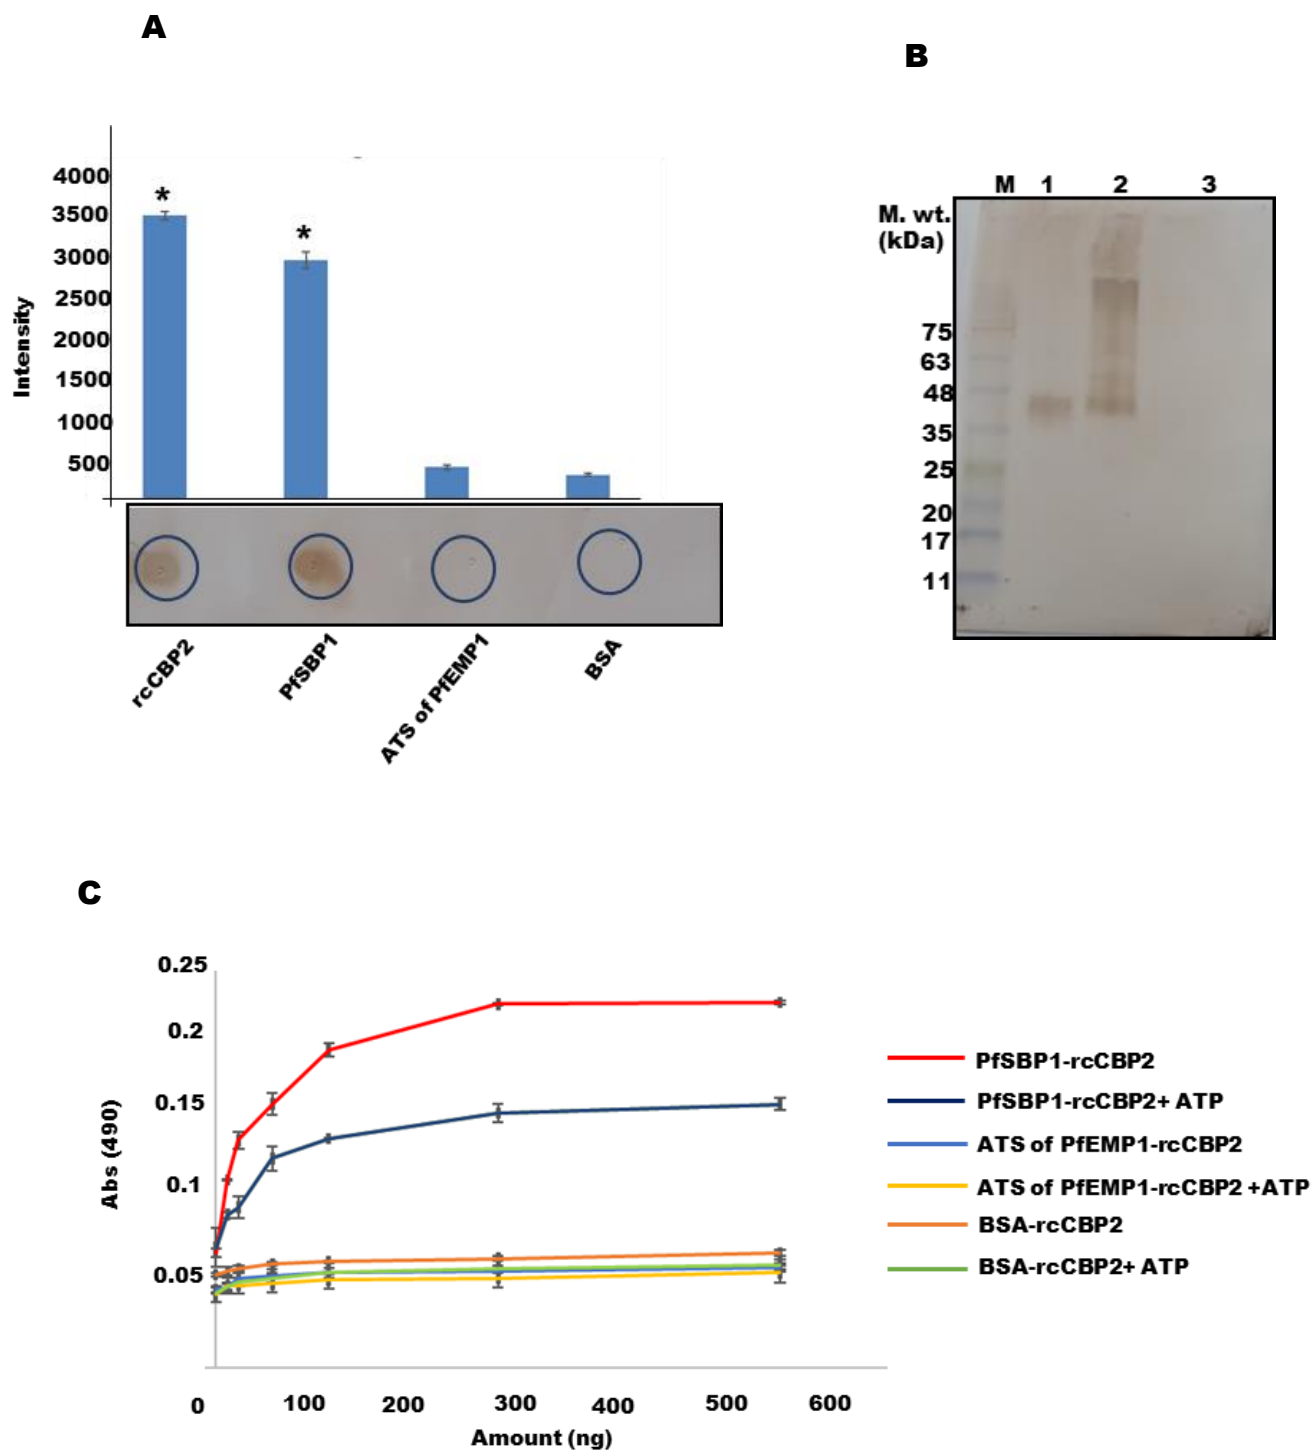 A
4000
3500
3000
2500
2000
1500
1000
500
Intensity
*
*
rcCBP2
PfSBP1
ATS of PfEMP1
BSA
B
M 1 2 3
M. wt.
(kDa)
75
63
48
35
25
20
17
11
C
0.25
0.2
0.15
0.1
0.05
Abs (490)
0 100 200 300 400 500 600
Amount (ng)
PfSBP1-rcCBP2
PfSBP1-rcCBP2+ ATP
ATS of PfEMP1-rcCBP2
ATS of PfEMP1-rcCBP2 +ATP
BSA-rcCBP2
BSA-rcCBP2+ ATP